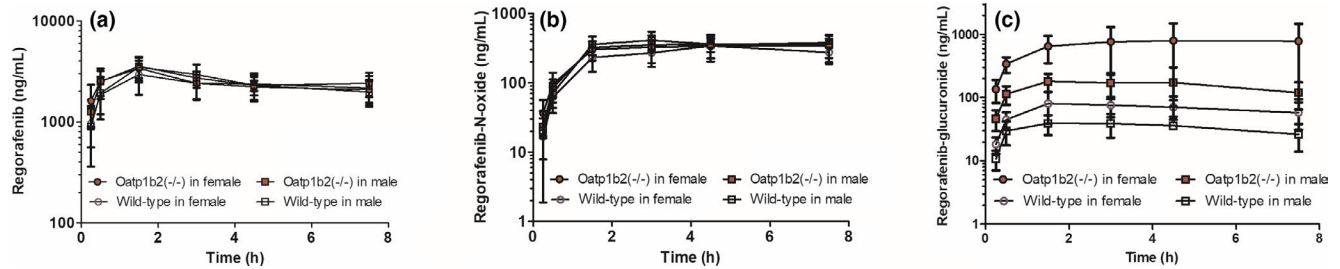 (a)
Regorafenib (ng/mL)
10000
1000
100
Oatp1b2(-/-) in female
Oatp1b2(-/-) in male
Wild-type in female
Wild-type in male
0 2 4 6 8
Time (h)
(b)
Regorafenib-N-oxide (ng/mL)
1000
100
10
1
Oatp1b2(-/-) in female
Oatp1b2(-/-) in male
Wild-type in female
Wild-type in male
0 2 4 6 8
Time (h)
(c)
Regorafenib-glucuronide (ng/mL)
1000
100
10
1
Oatp1b2(-/-) in female
Oatp1b2(-/-) in male
Wild-type in female
Wild-type in male
0 2 4 6 8
Time (h)